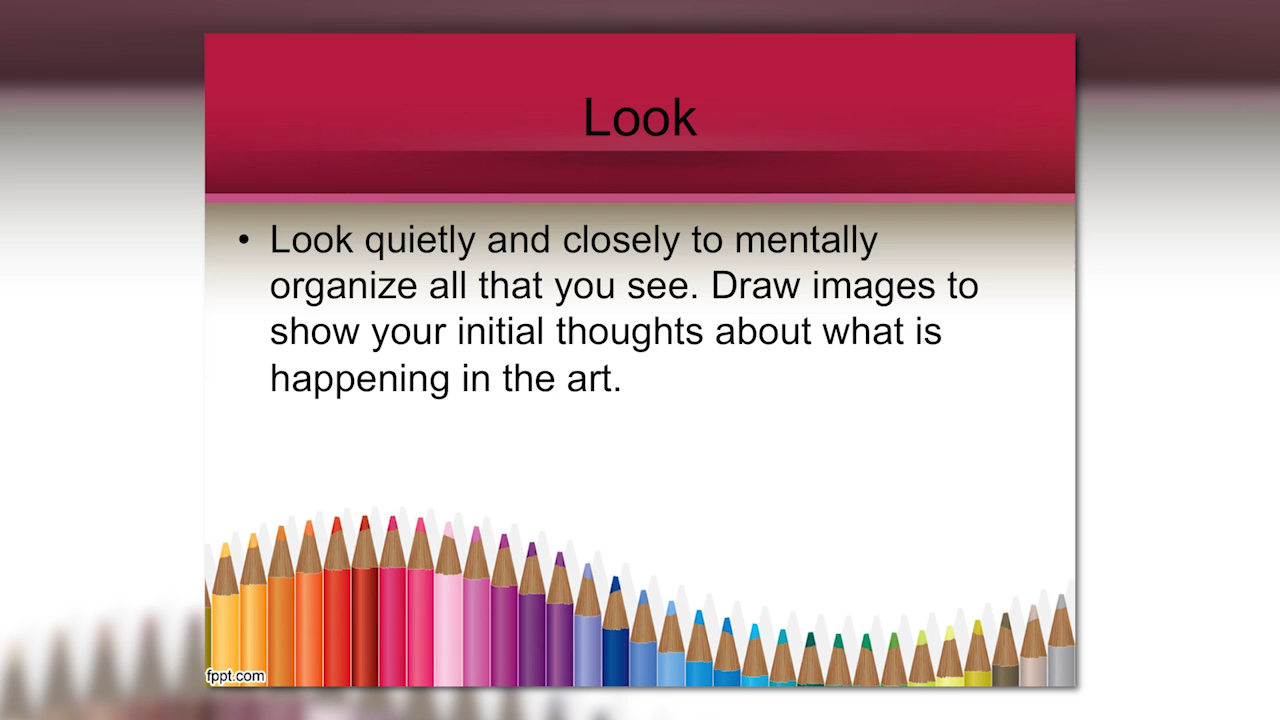 Look
• Look quietly and closely to mentally
organize all that you see. Draw images to
show your initial thoughts about what is
happening in the art.
fppt.com